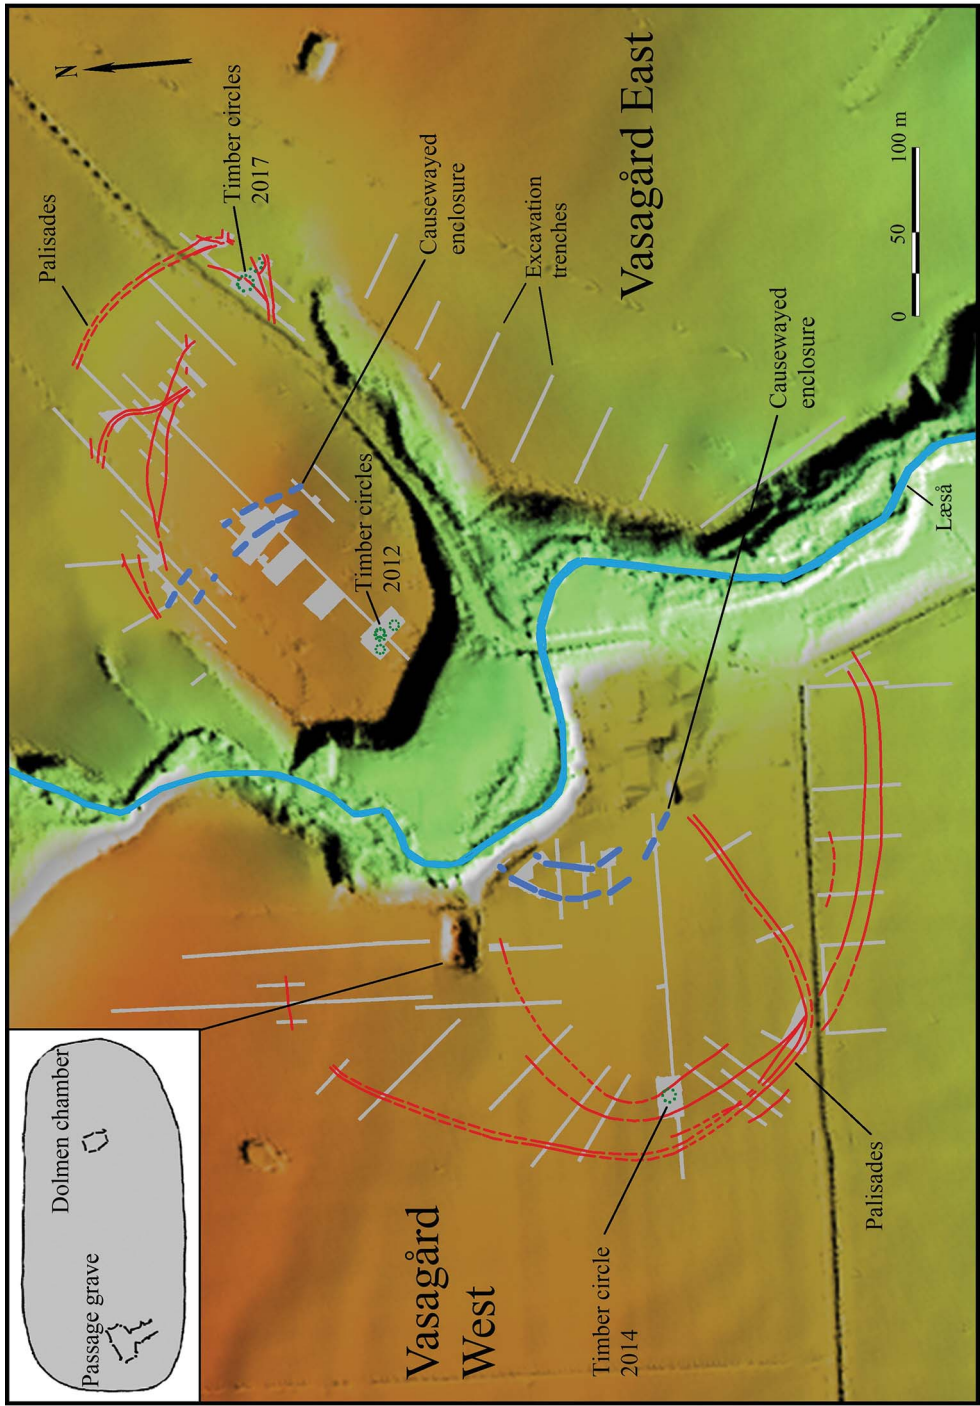 Passage grave
Dolmen chamber
N
Palisades
Timber circles
2017
Causewayed
enclosure
Timber circles
2012
Excavation
trenches
Vasagård East
Vasagård
West
Causewayed
enclosure
Timber circle
2014
Palisades
Læså
0
50
100 m